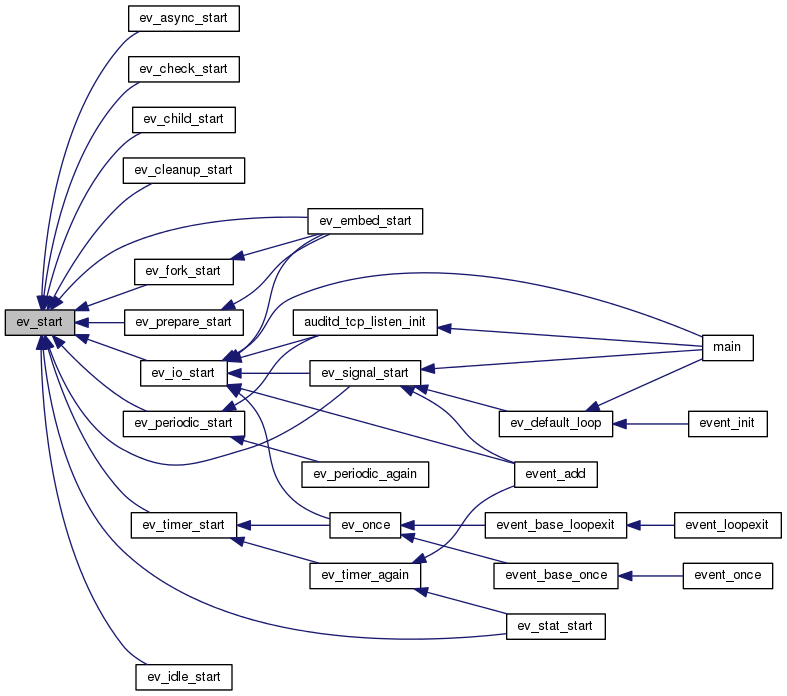 ev_async_start
ev_check_start
ev_child_start
ev_cleanup_start
ev_embed_start
ev_fork_start
ev_start
ev_prepare_start
auditd_tcp_listen_init
main
ev_io_start
ev_signal_start
ev_periodic_start
ev_default_loop
event_init
ev_periodic_again
event_add
ev_timer_start
ev_once
event_base_loopexit
event_loopexit
ev_timer_again
event_base_once
event_once
ev_stat_start
ev_idle_start